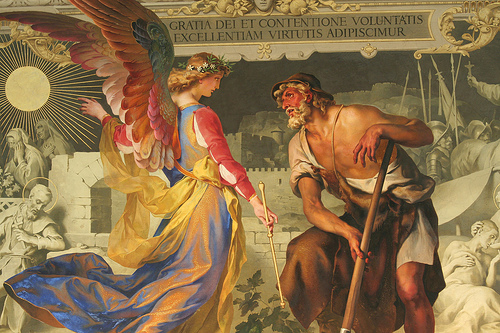 GRATIA DEI ET CONTENTIONE VOLUNTATIS
EXCELLENTIAM VIRTUTIS ADIPISCIMUR